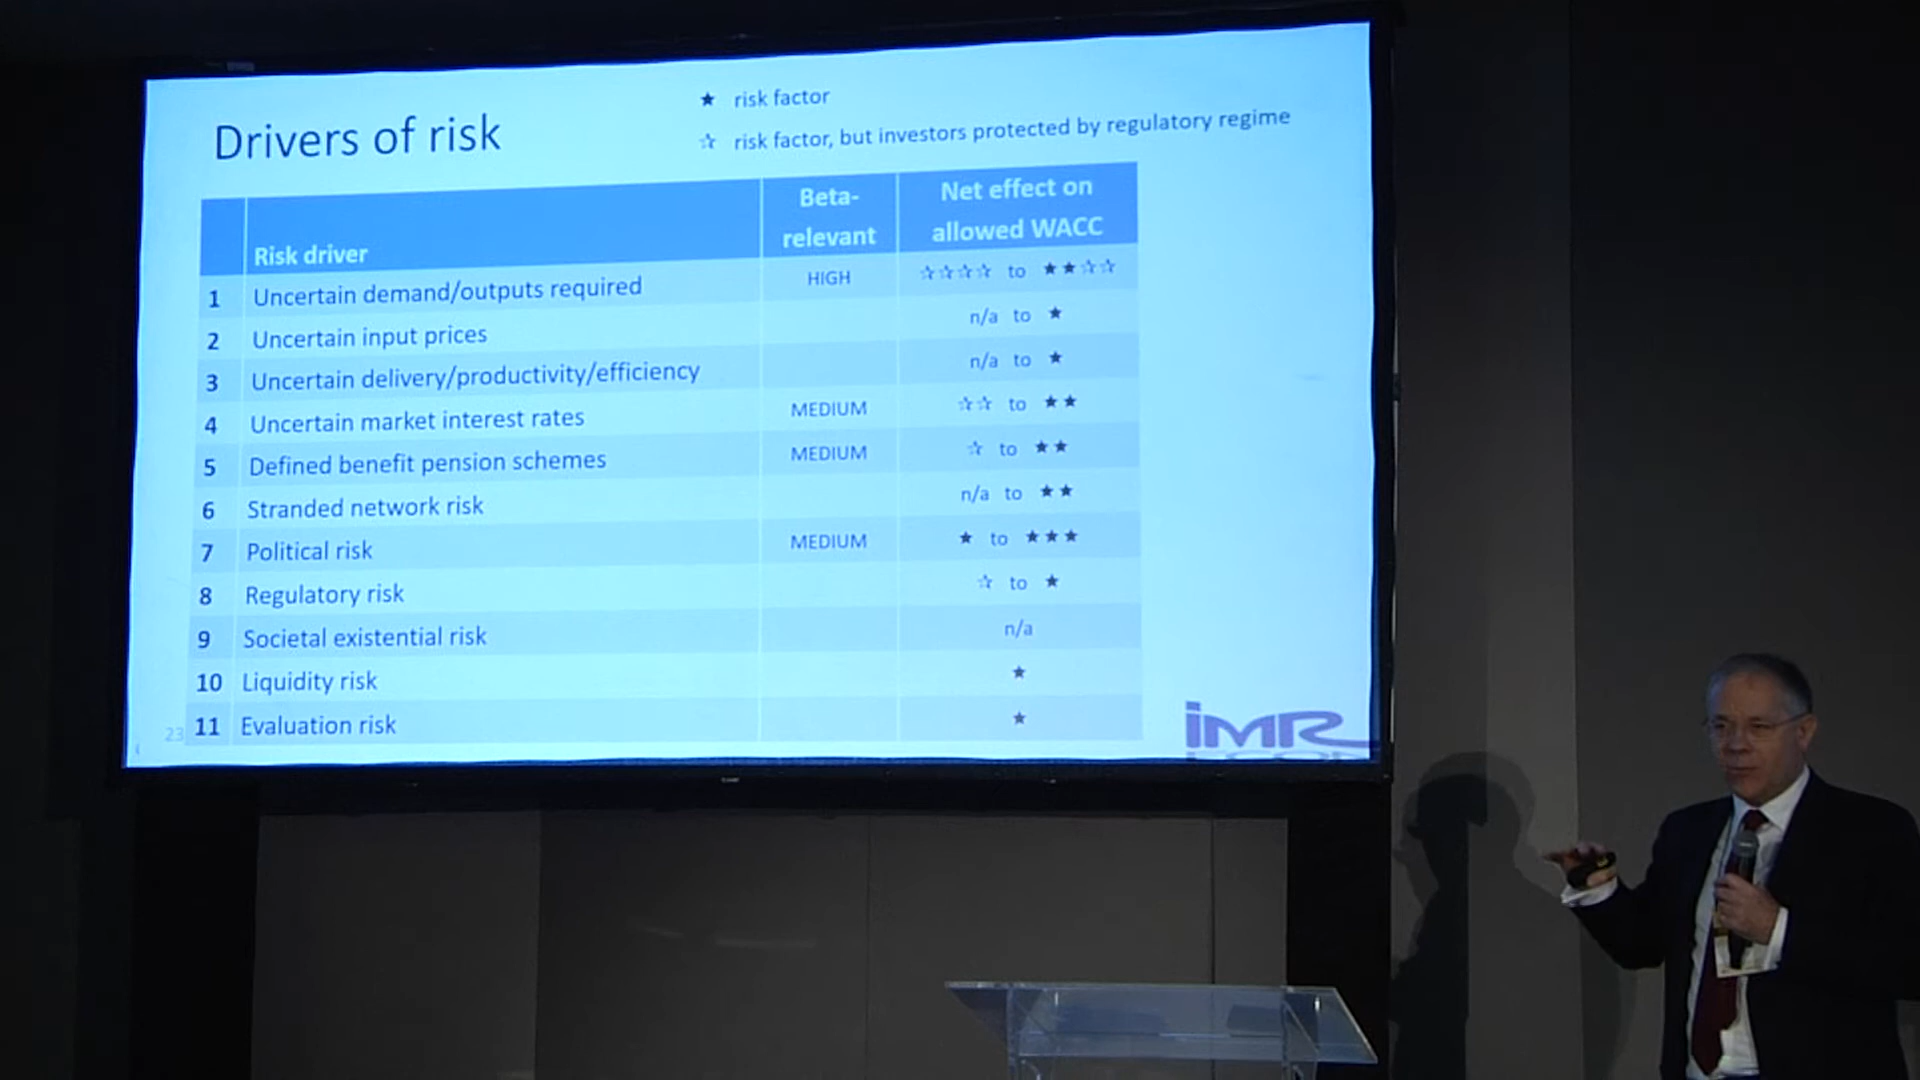 Drivers of risk
★ risk factor
☆ risk factor, but investors protected by regulatory regime
Risk driver Beta-relevant Net effect on allowed WACC
1 Uncertain demand/outputs required HIGH ☆☆☆☆ to ★★☆☆
2 Uncertain input prices n/a to ★
3 Uncertain delivery/productivity/efficiency n/a to ★
4 Uncertain market interest rates MEDIUM ☆☆ to ★★
5 Defined benefit pension schemes MEDIUM ☆ to ★★
6 Stranded network risk n/a to ★★
7 Political risk MEDIUM ★ to ★★★
8 Regulatory risk ☆ to ★
9 Societal existential risk n/a
10 Liquidity risk ★
11 Evaluation risk ★
23
iMR